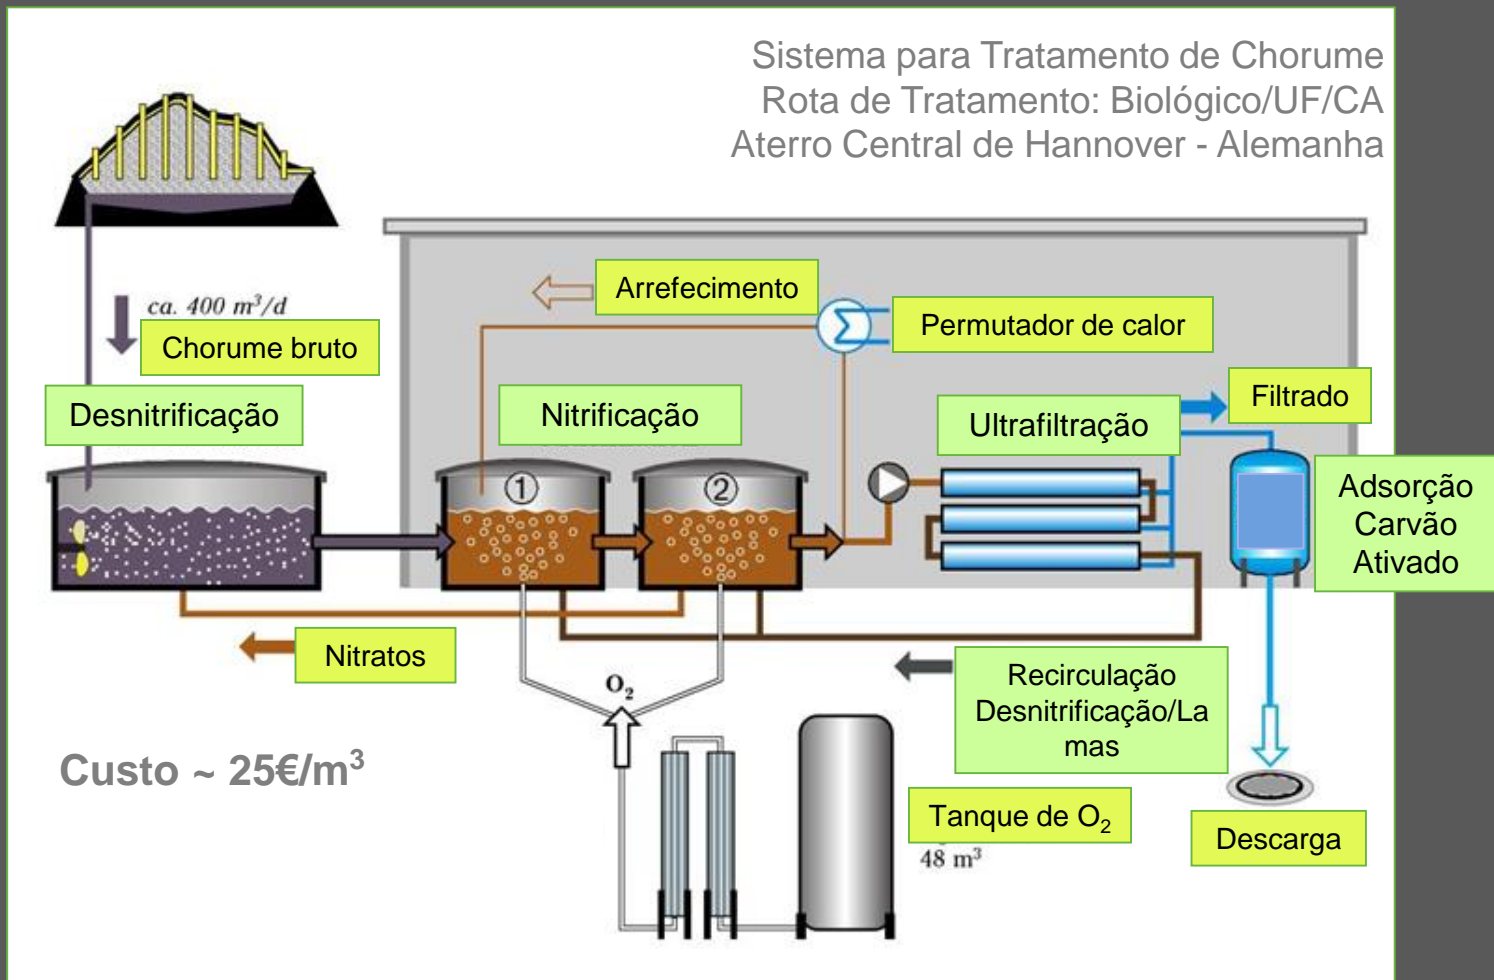 Sistema para Tratamento de Chorume
Rota de Tratamento: Biológico/UF/CA
Aterro Central de Hannover - Alemanha
ca. 400 m³/d
Chorume bruto
Arrefecimento
Permutador de calor
Desnitrificação
Nitrificação
Ultrafiltração
Filtrado
①
②
Adsorção
Carvão
Ativado
Nitratos
O₂
Recirculação
Desnitrificação/La
mas
Custo ~ 25€/m³
Tanque de O₂
48 m³
Descarga